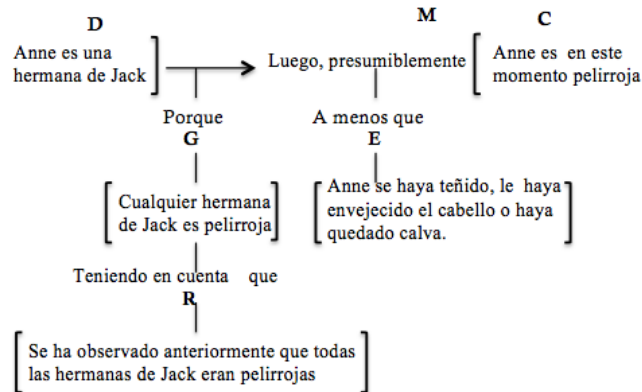 D M C
Anne es una
hermana de Jack
Luego, presumiblemente
Anne es en este
momento pelirroja
Porque
G
A menos que
E
Cualquier hermana
de Jack es pelirroja
Anne se haya teñido, le haya
envejecido el cabello o haya
quedado calva.
Teniendo en cuenta que
R
Se ha observado anteriormente que todas
las hermanas de Jack eran pelirrojas